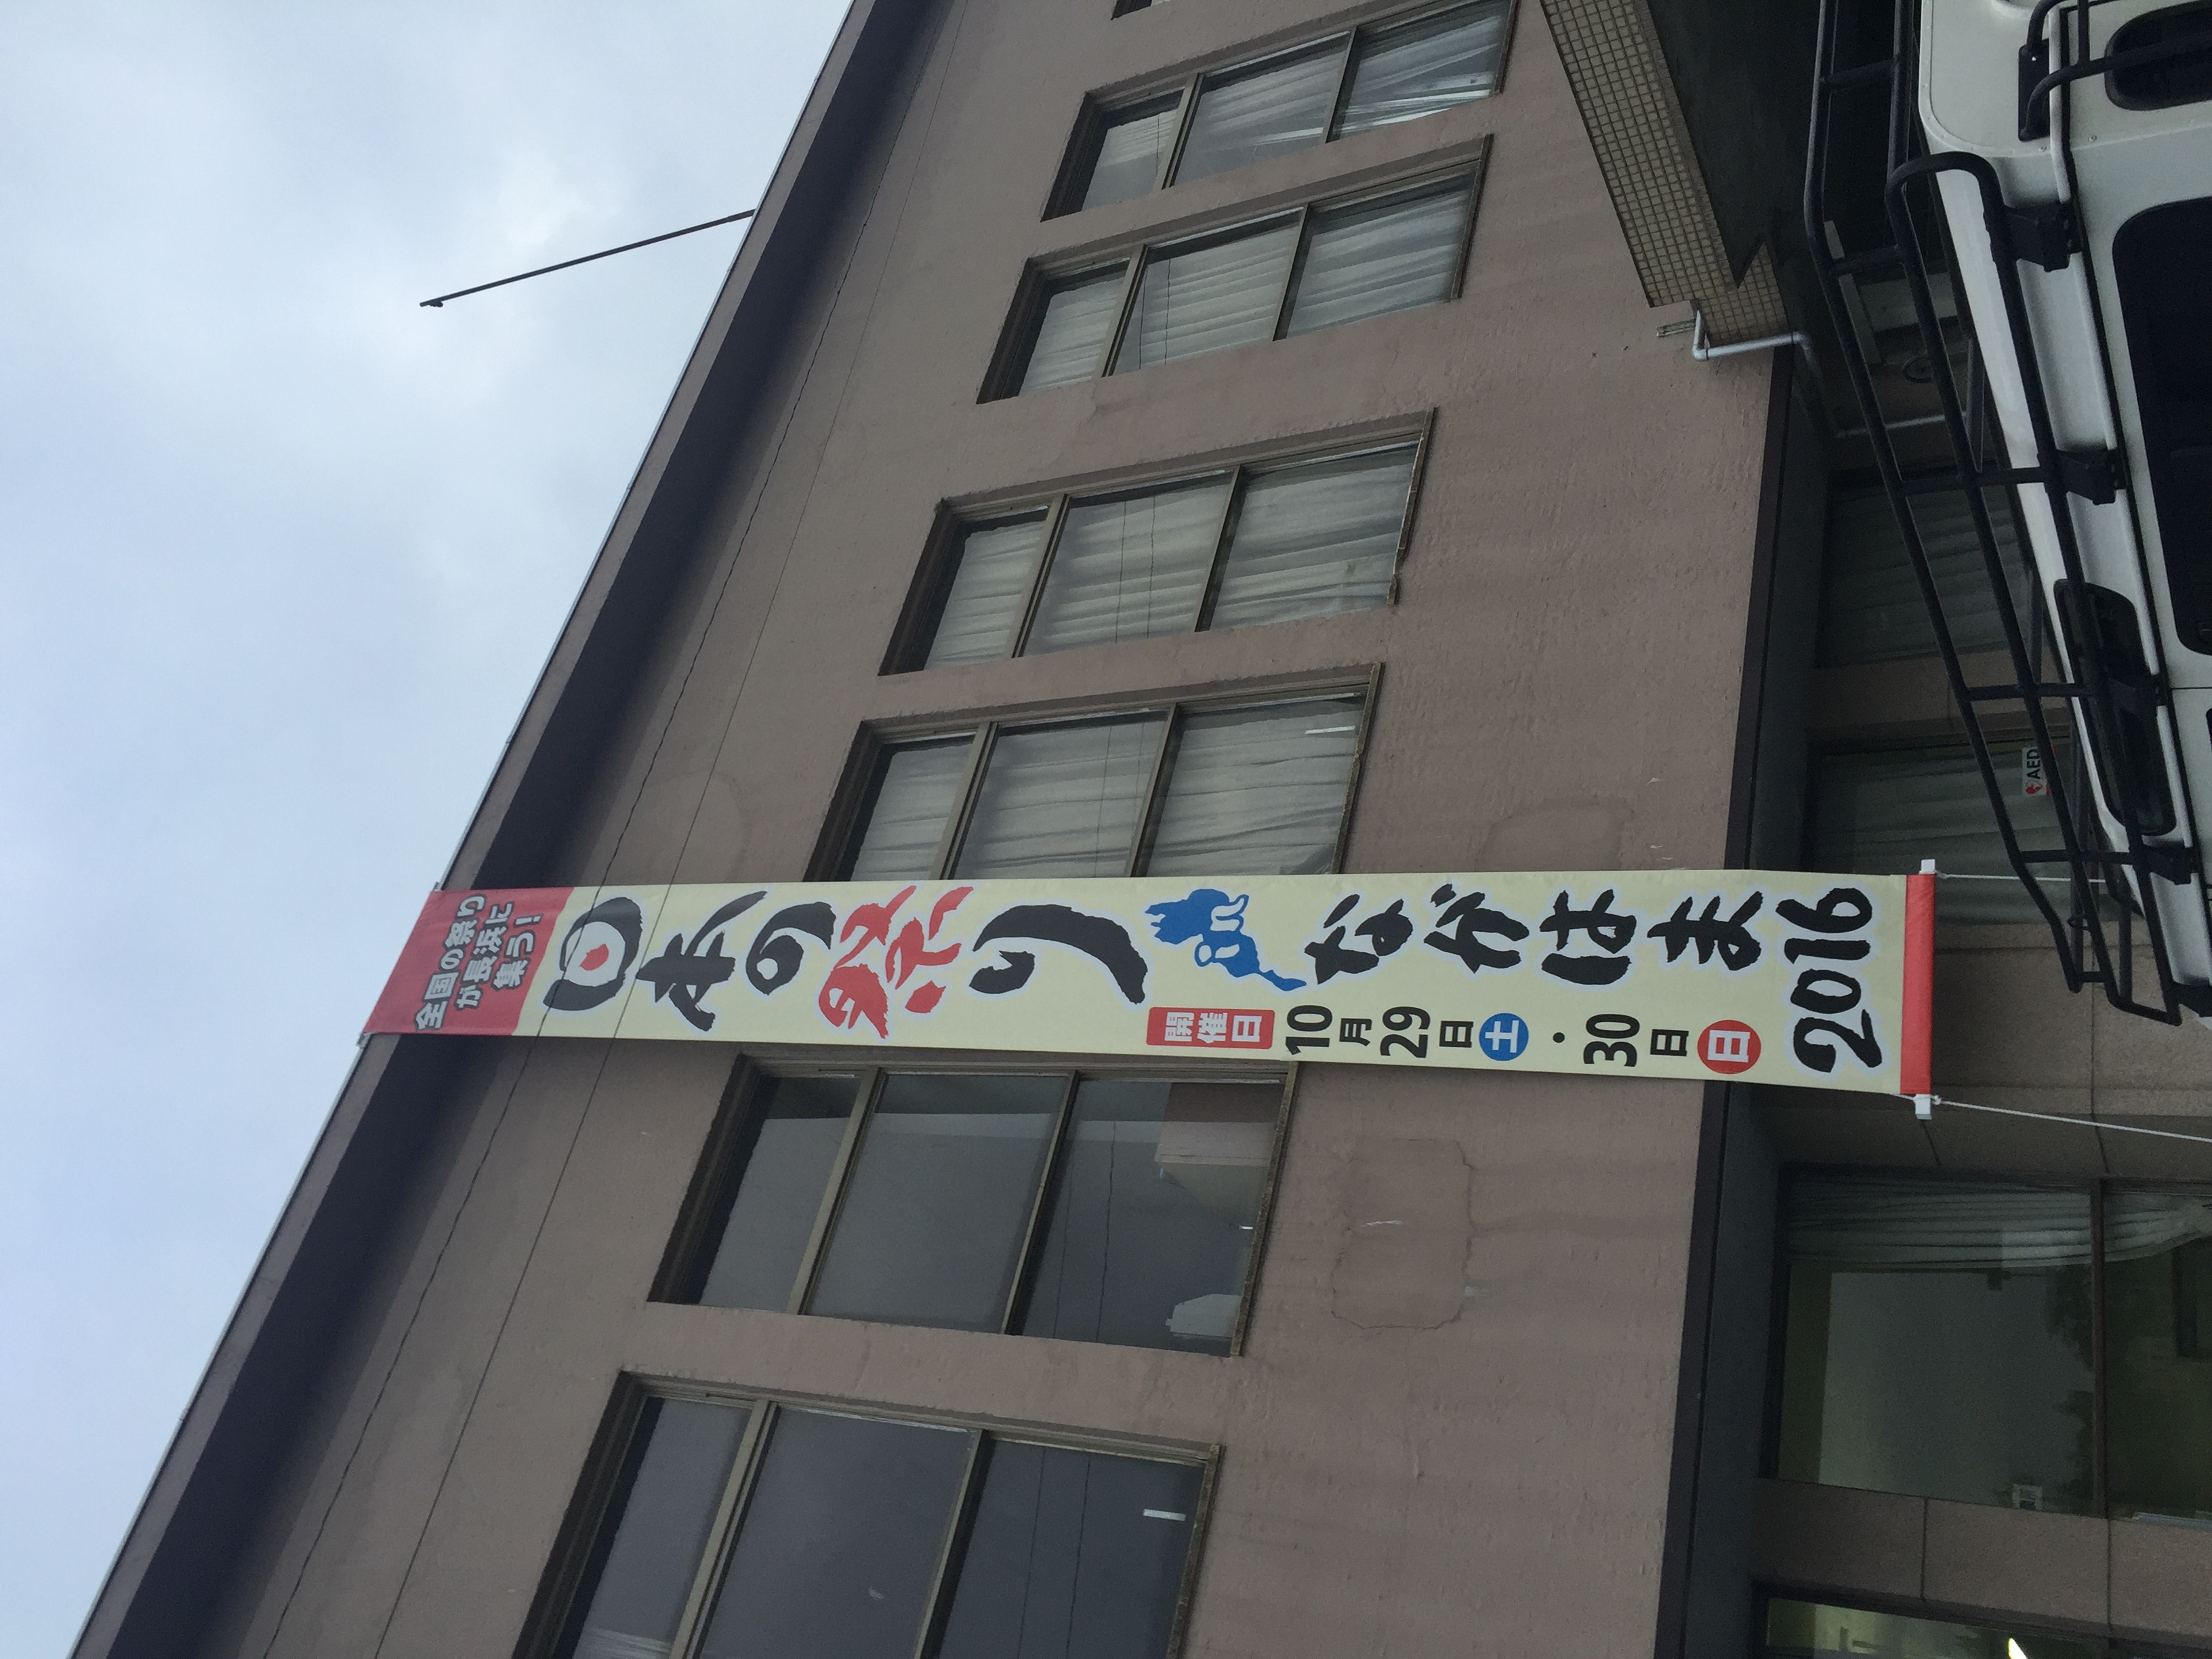 全国の祭り
が長浜に
集う！
日本の祭り
ながはま
2016
開催日
10月29日土・30日日
AED